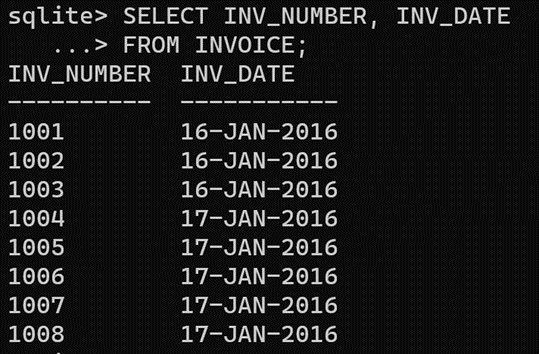 sqlite> SELECT INV_NUMBER, INV_DATE
   ...> FROM INVOICE;
INV_NUMBER  INV_DATE
----------  -----------
1001        16-JAN-2016
1002        16-JAN-2016
1003        16-JAN-2016
1004        17-JAN-2016
1005        17-JAN-2016
1006        17-JAN-2016
1007        17-JAN-2016
1008        17-JAN-2016